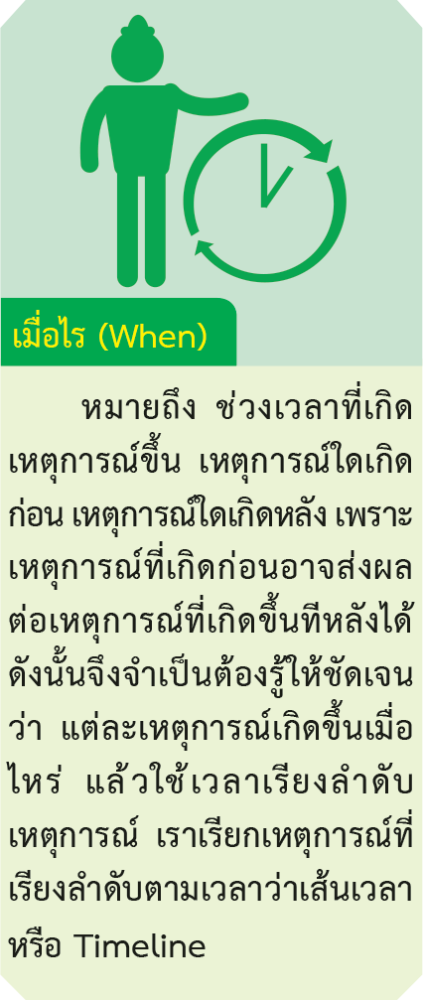 เมื่อไร (When)
หมายถึง ช่วงเวลาที่เกิด
เหตุการณ์ขึ้น เหตุการณ์ใดเกิด
ก่อน เหตุการณ์ใดเกิดหลัง เพราะ
เหตุการณ์ที่เกิดก่อนอาจส่งผล
ต่อเหตุการณ์ที่เกิดขึ้นทีหลังได้
ดังนั้นจึงจำเป็นต้องรู้ให้ชัดเจน
ว่า แต่ละเหตุการณ์เกิดขึ้นเมื่อ
ไหร่ แล้วใช้เวลาเรียงลำดับ
เหตุการณ์ เราเรียกเหตุการณ์ที่
เรียงลำดับตามเวลาว่าเส้นเวลา
หรือ Timeline